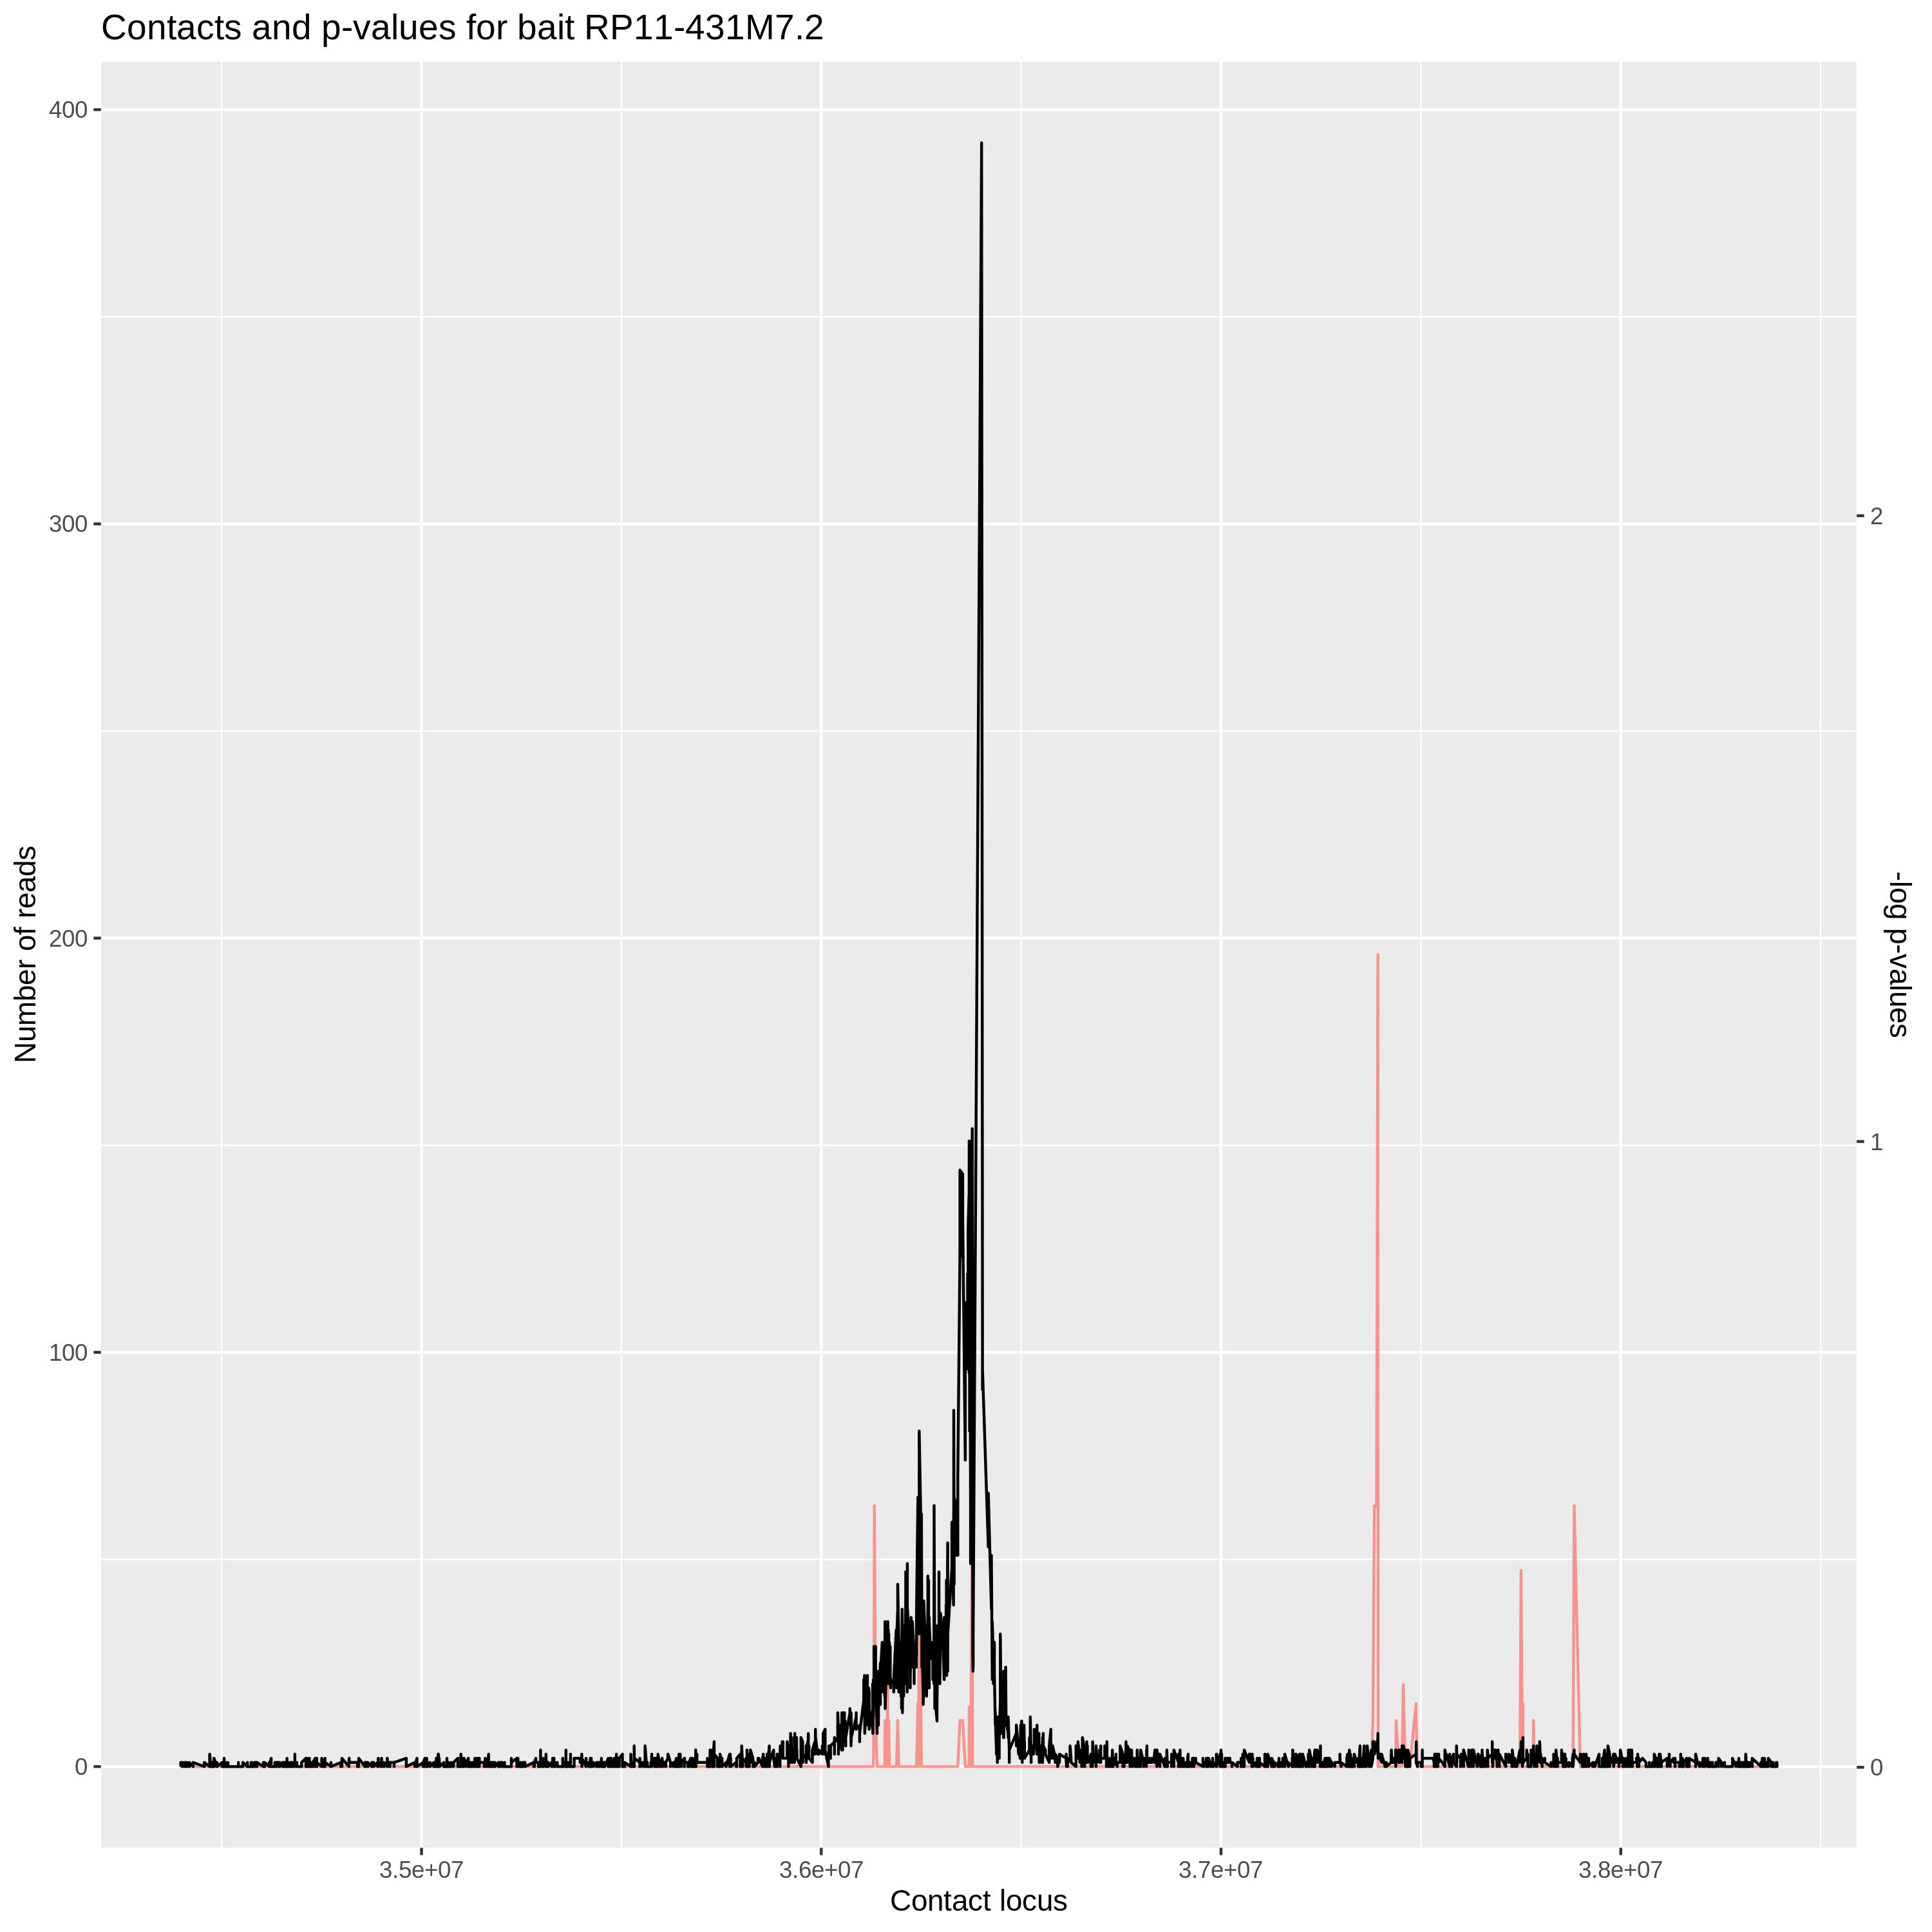 Contacts and p-values for bait RP11-431M7.2
400
300
200
100
0
Number of reads
2
1
0
-log p-values
3.5e+07
3.6e+07
3.7e+07
3.8e+07
Contact locus